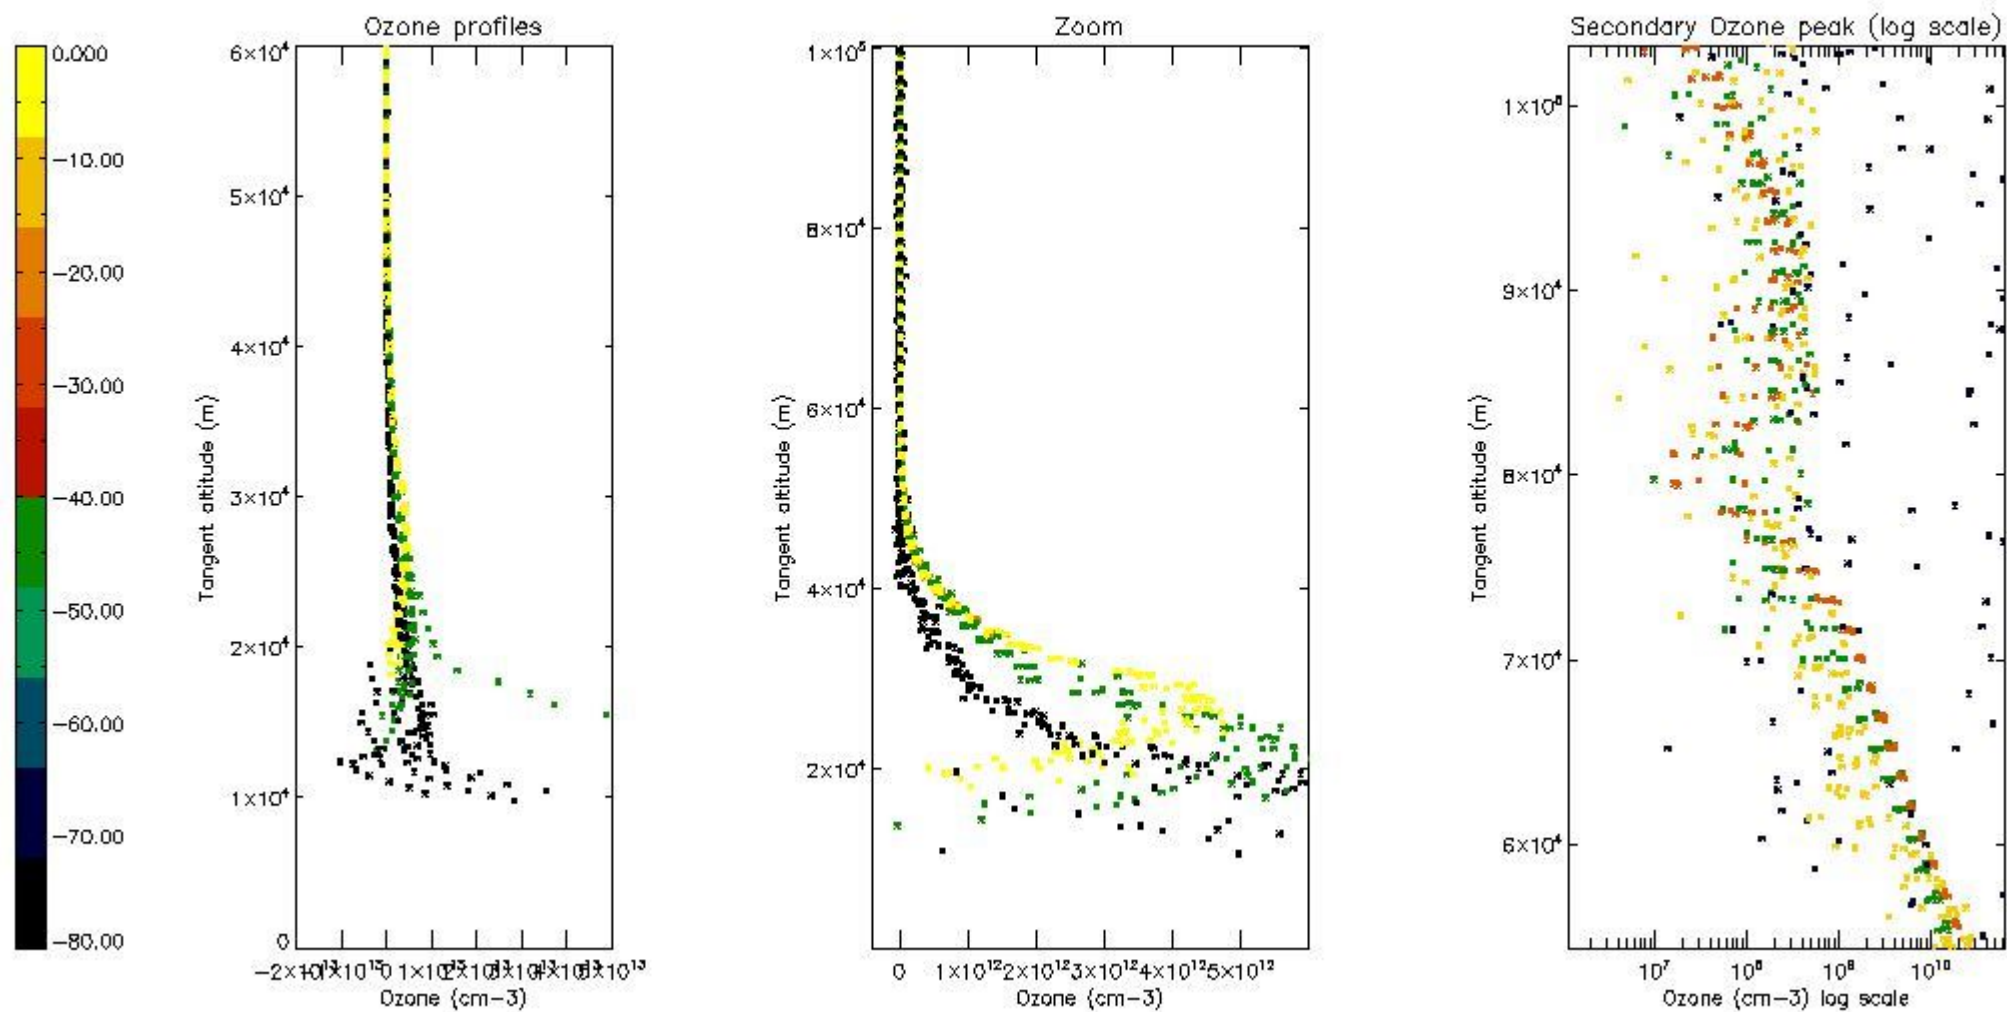 Ozone profiles
Zoom
Secondary Ozone peak (log scale)
0.000
−10.00
−20.00
−30.00
−40.00
−50.00
−60.00
−70.00
−80.00
6×10⁴
5×10⁴
4×10⁴
3×10⁴
2×10⁴
1×10⁴
0
Tangent altitude (m)
Ozone (cm−3)
1×10⁵
8×10⁴
6×10⁴
4×10⁴
2×10⁴
Tangent altitude (m)
0 1×10¹² 2×10¹² 3×10¹² 4×10¹² 5×10¹²
Ozone (cm−3)
1×10⁵
9×10⁴
8×10⁴
7×10⁴
6×10⁴
Tangent altitude (m)
10⁷ 10⁸ 10⁹ 10¹⁰
Ozone (cm−3) log scale